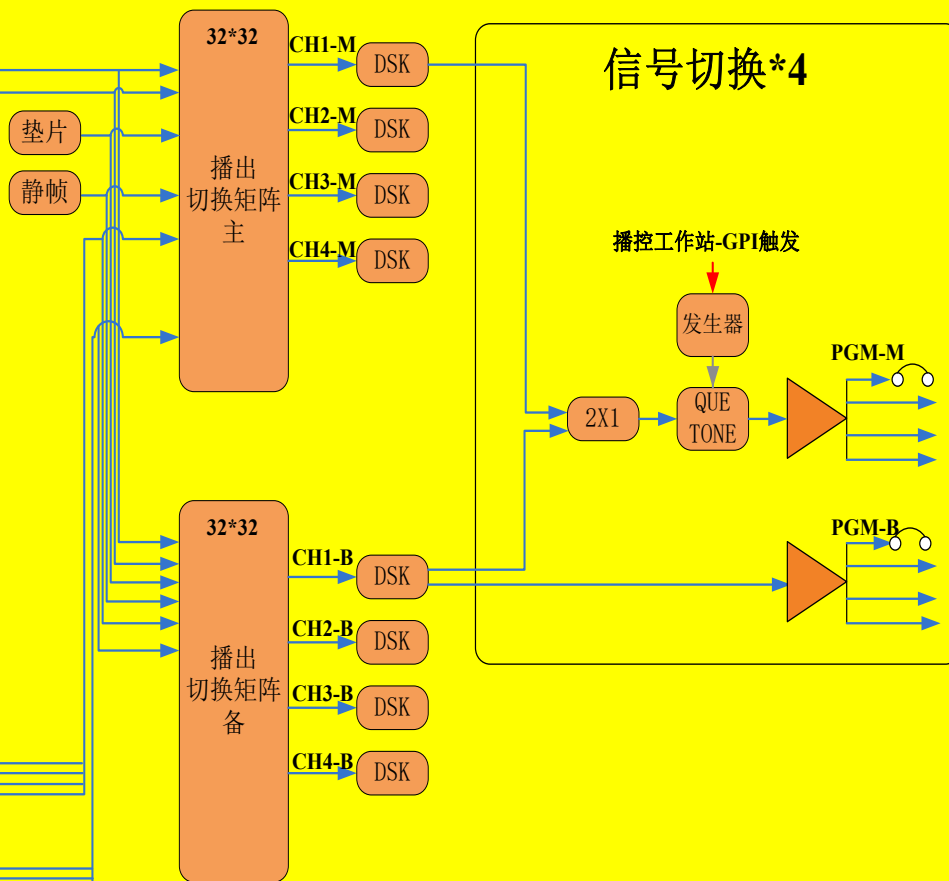 32*32
播出
切换矩阵
主
垫片
静帧
CH1-M
DSK
CH2-M
DSK
CH3-M
DSK
CH4-M
DSK
信号切换*4
播控工作站-GPI触发
发生器
2X1
QUE
TONE
PGM-M
PGM-B
32*32
播出
切换矩阵
备
CH1-B
DSK
CH2-B
DSK
CH3-B
DSK
CH4-B
DSK